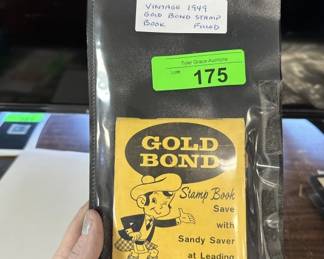 VINTAGE 1949
GOLD BOND STAMP
BOOK FILLED
Tyler Grace Auctions
LOT 175
GOLD
BOND
Stamp Book
Save
with
Sandy Saver
at Leading